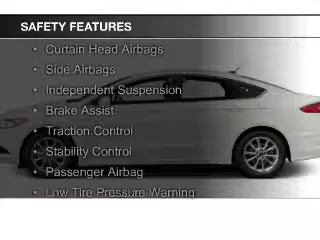 SAFETY FEATURES
• Curtain Head Airbags
• Side Airbags
• Independent Suspension
• Brake Assist
• Traction Control
• Stability Control
• Passenger Airbag
• Low Tire Pressure Warning